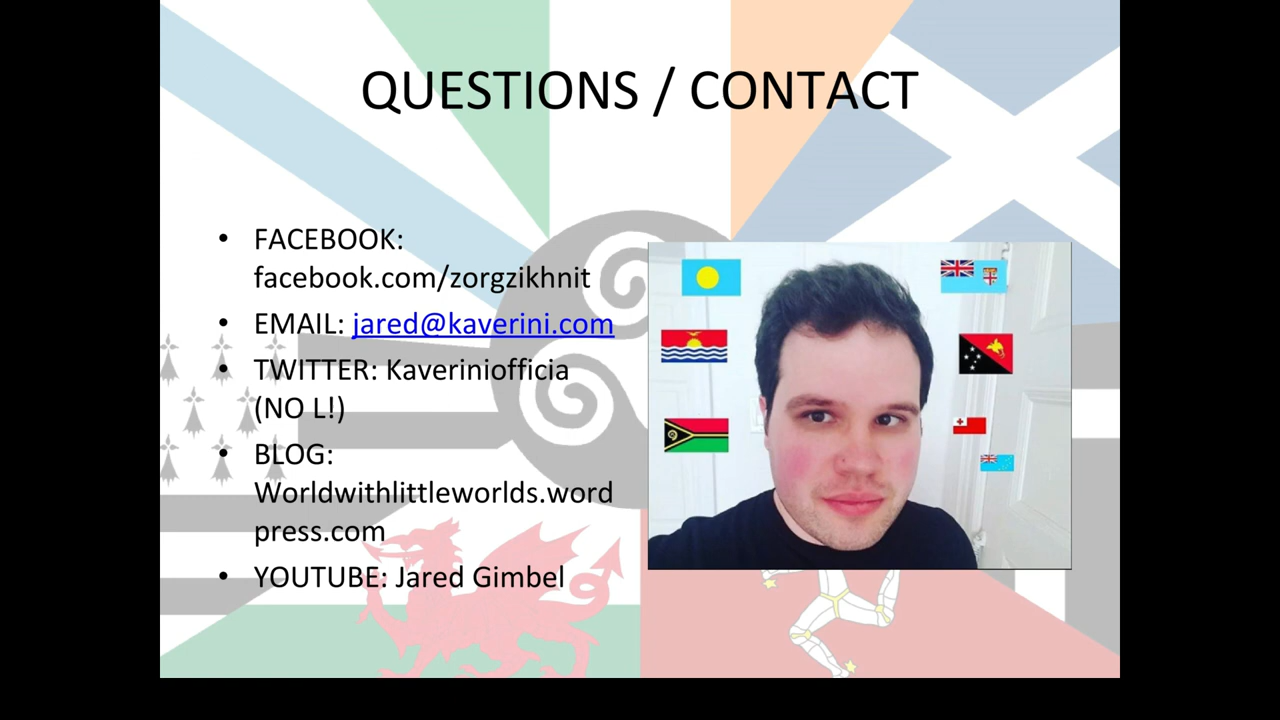 QUESTIONS / CONTACT
• FACEBOOK:
facebook.com/zorgzikhnit
• EMAIL: jared@kaverini.com
• TWITTER: Kaveriniofficia
(NO L!)
• BLOG:
Worldwithlittleworlds.word
press.com
• YOUTUBE: Jared Gimbel